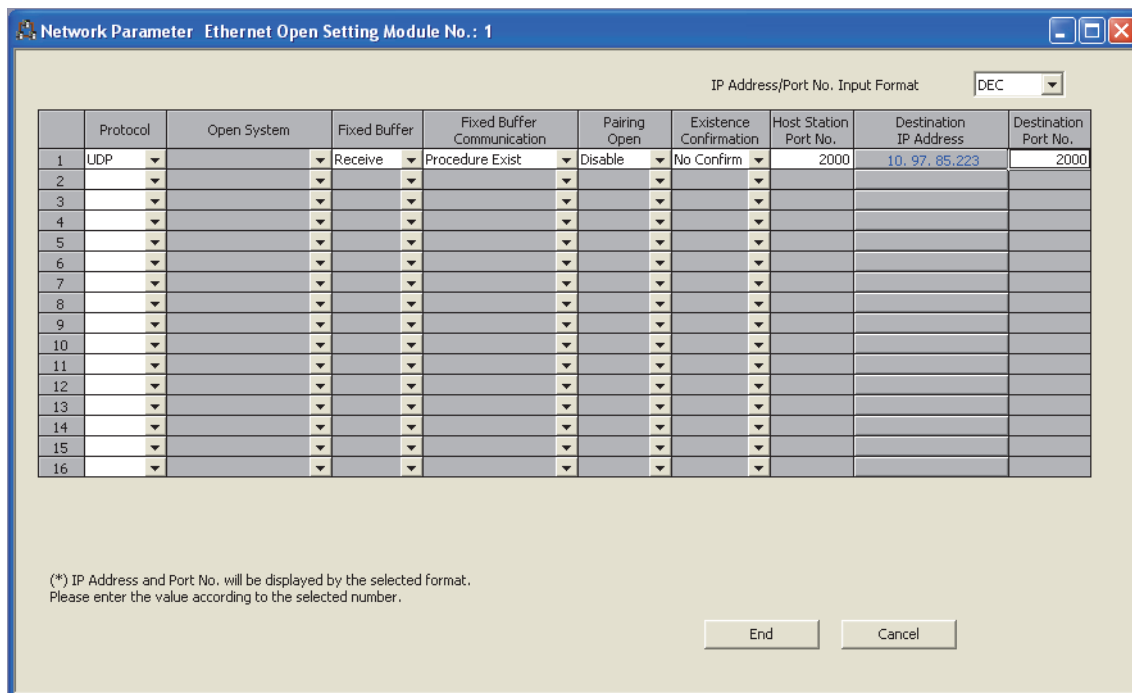 Network Parameter Ethernet Open Setting Module No.: 1
IP Address/Port No. Input Format DEC
Protocol Open System Fixed Buffer Fixed Buffer Communication Pairing Open Existence Confirmation Host Station Port No. Destination IP Address Destination Port No.
1 UDP Receive Procedure Exist Disable No Confirm 2000 10. 97. 85.223 2000
2
3
4
5
6
7
8
9
10
11
12
13
14
15
16
(*) IP Address and Port No. will be displayed by the selected format.
Please enter the value according to the selected number.
End Cancel